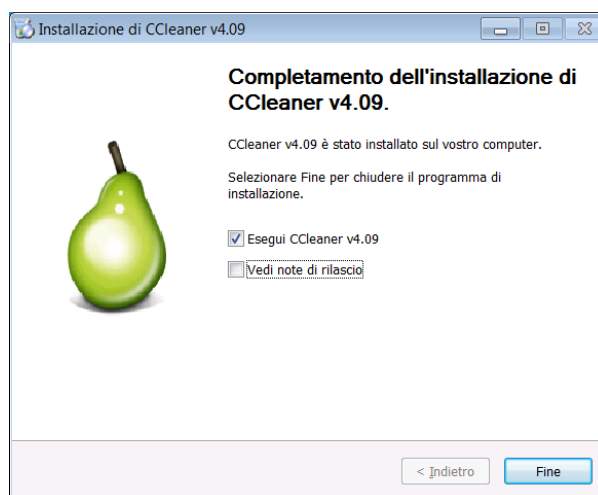 Installazione di CCleaner v4.09
Completamento dell'installazione di
CCleaner v4.09.
CCleaner v4.09 è stato installato sul vostro computer.
Selezionare Fine per chiudere il programma di
installazione.
Esegui CCleaner v4.09
Vedi note di rilascio
< Indietro
Fine